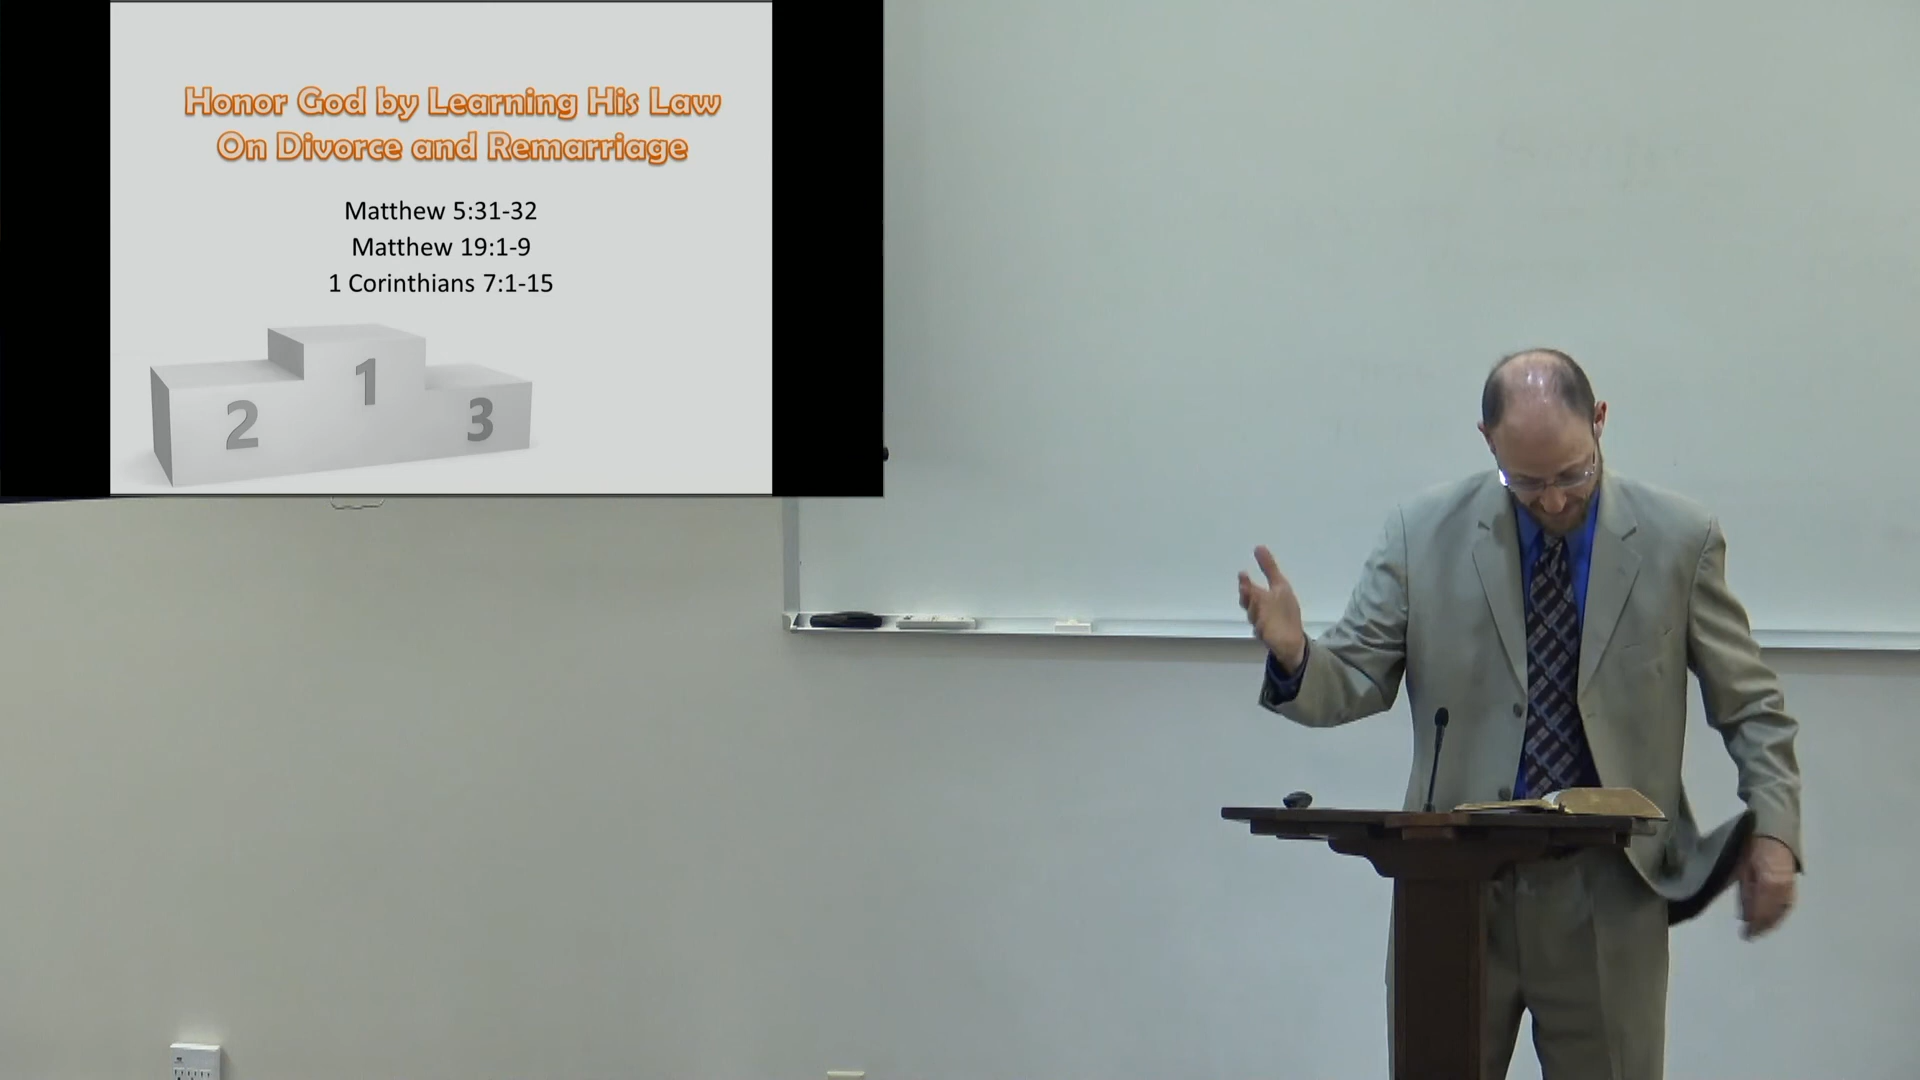 Honor God by Learning His Law
On Divorce and Remarriage
Matthew 5:31-32
Matthew 19:1-9
1 Corinthians 7:1-15
1
2
3